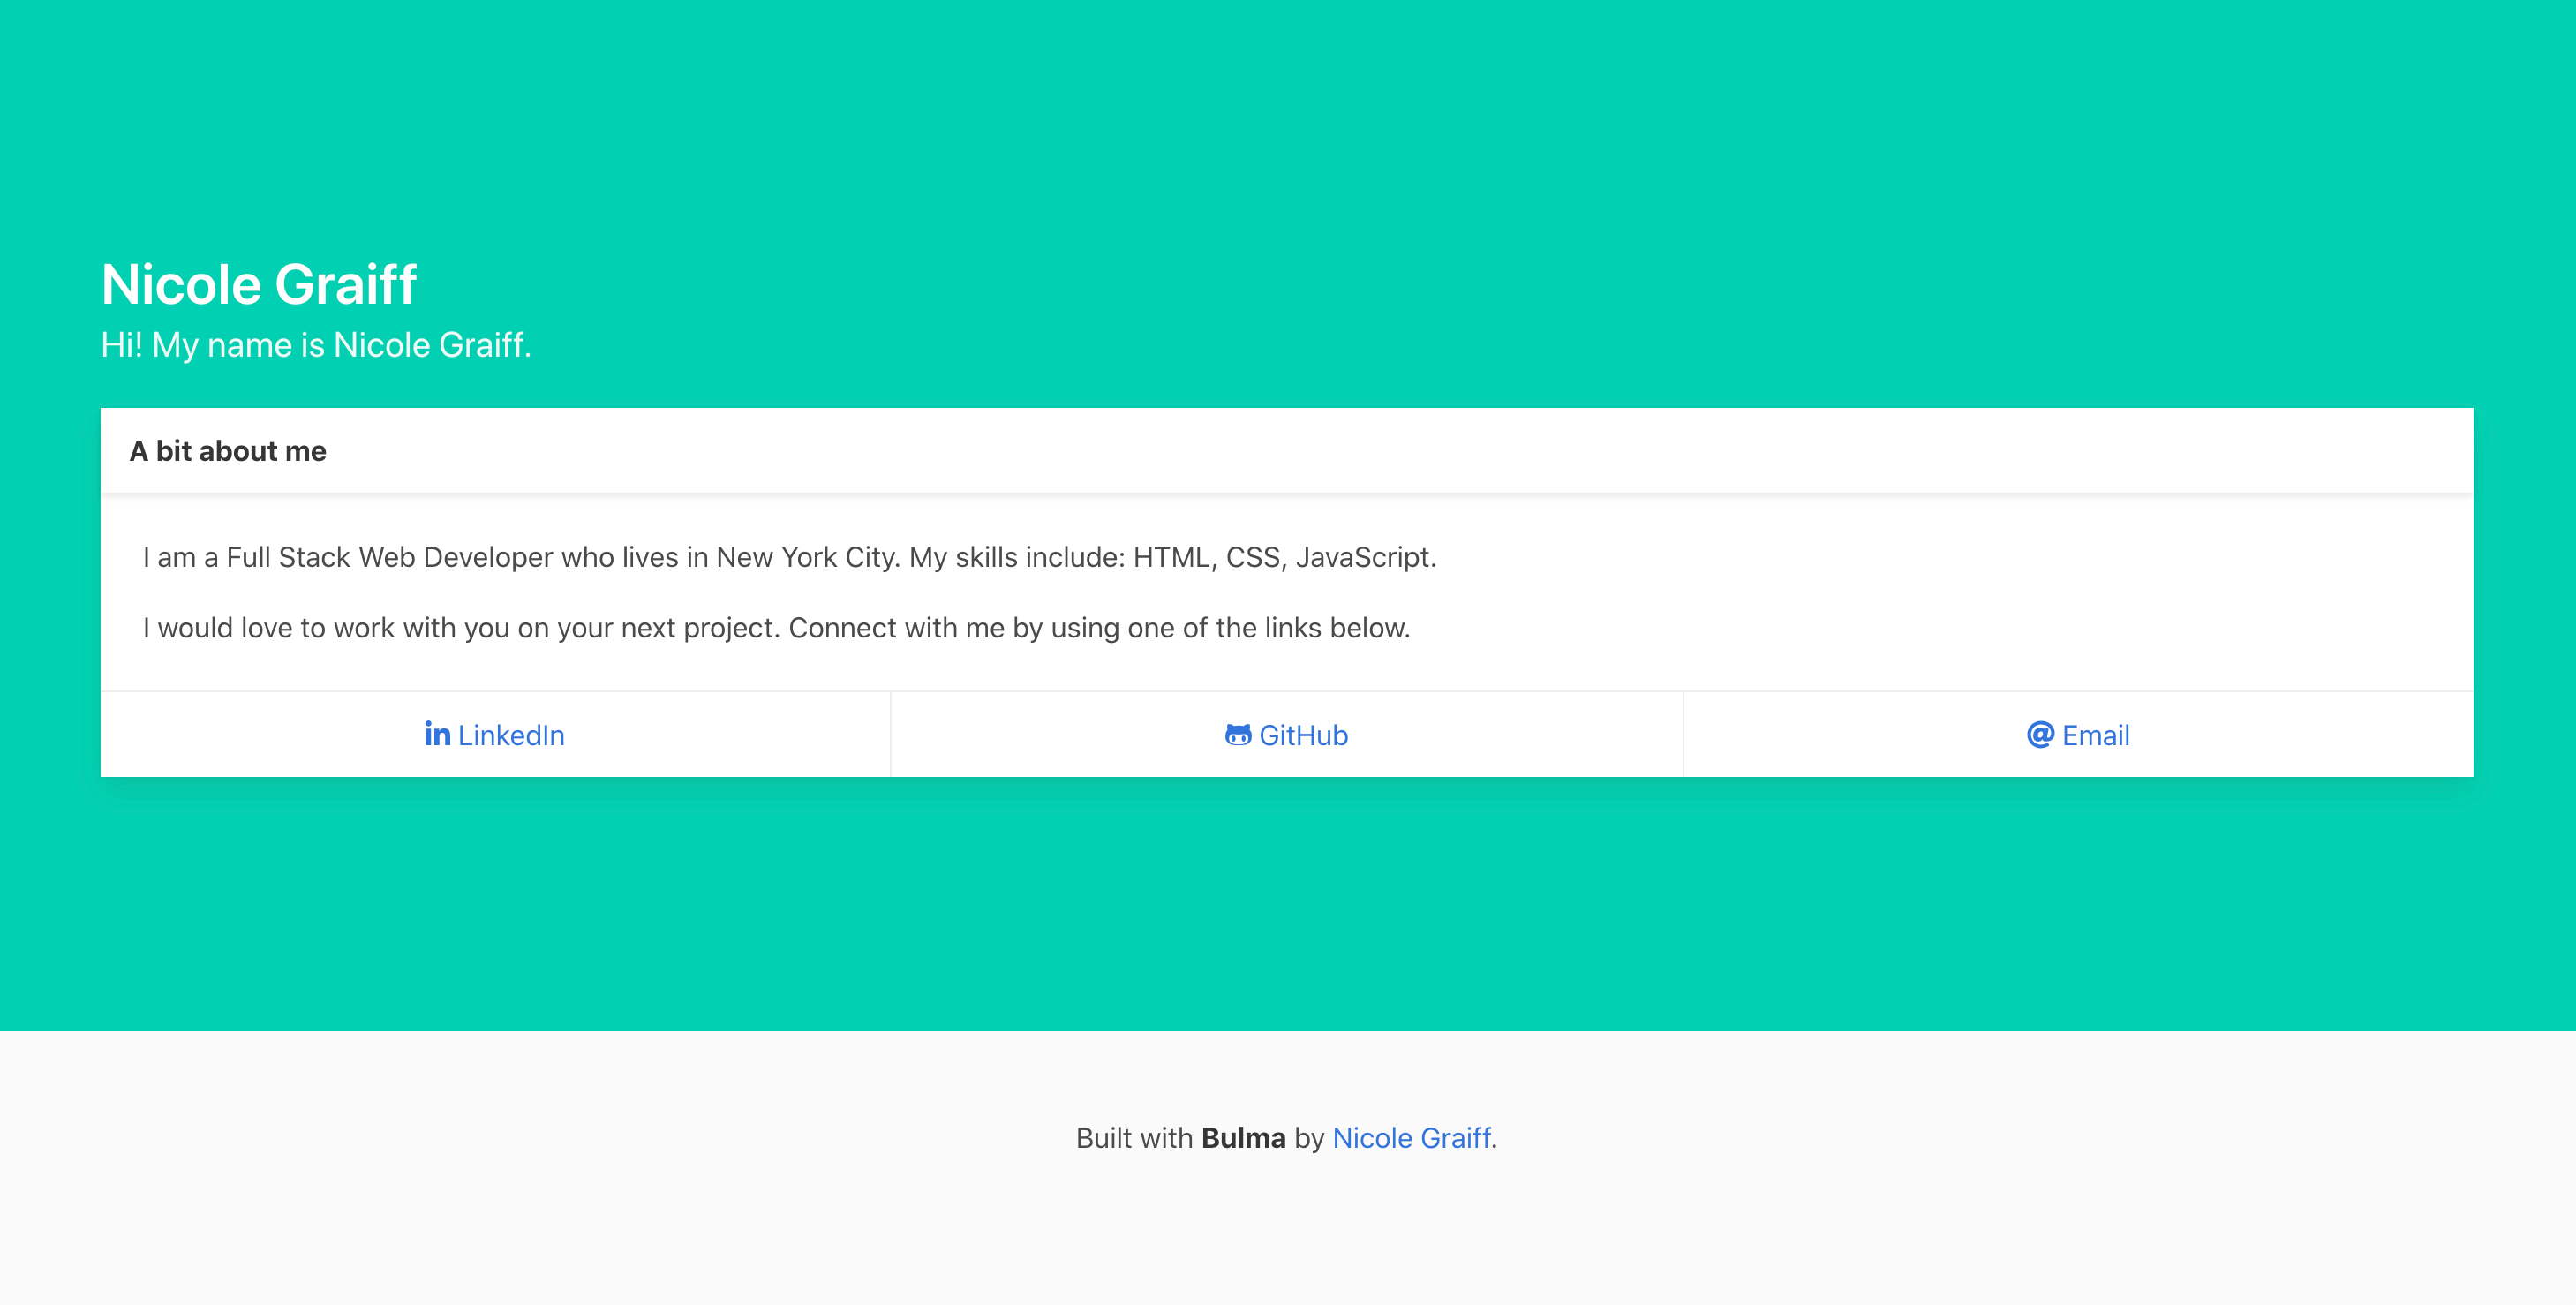 Nicole Graiff
Hi! My name is Nicole Graiff.
A bit about me
I am a Full Stack Web Developer who lives in New York City. My skills include: HTML, CSS, JavaScript.
I would love to work with you on your next project. Connect with me by using one of the links below.
in LinkedIn
GitHub
@ Email
Built with Bulma by Nicole Graiff.